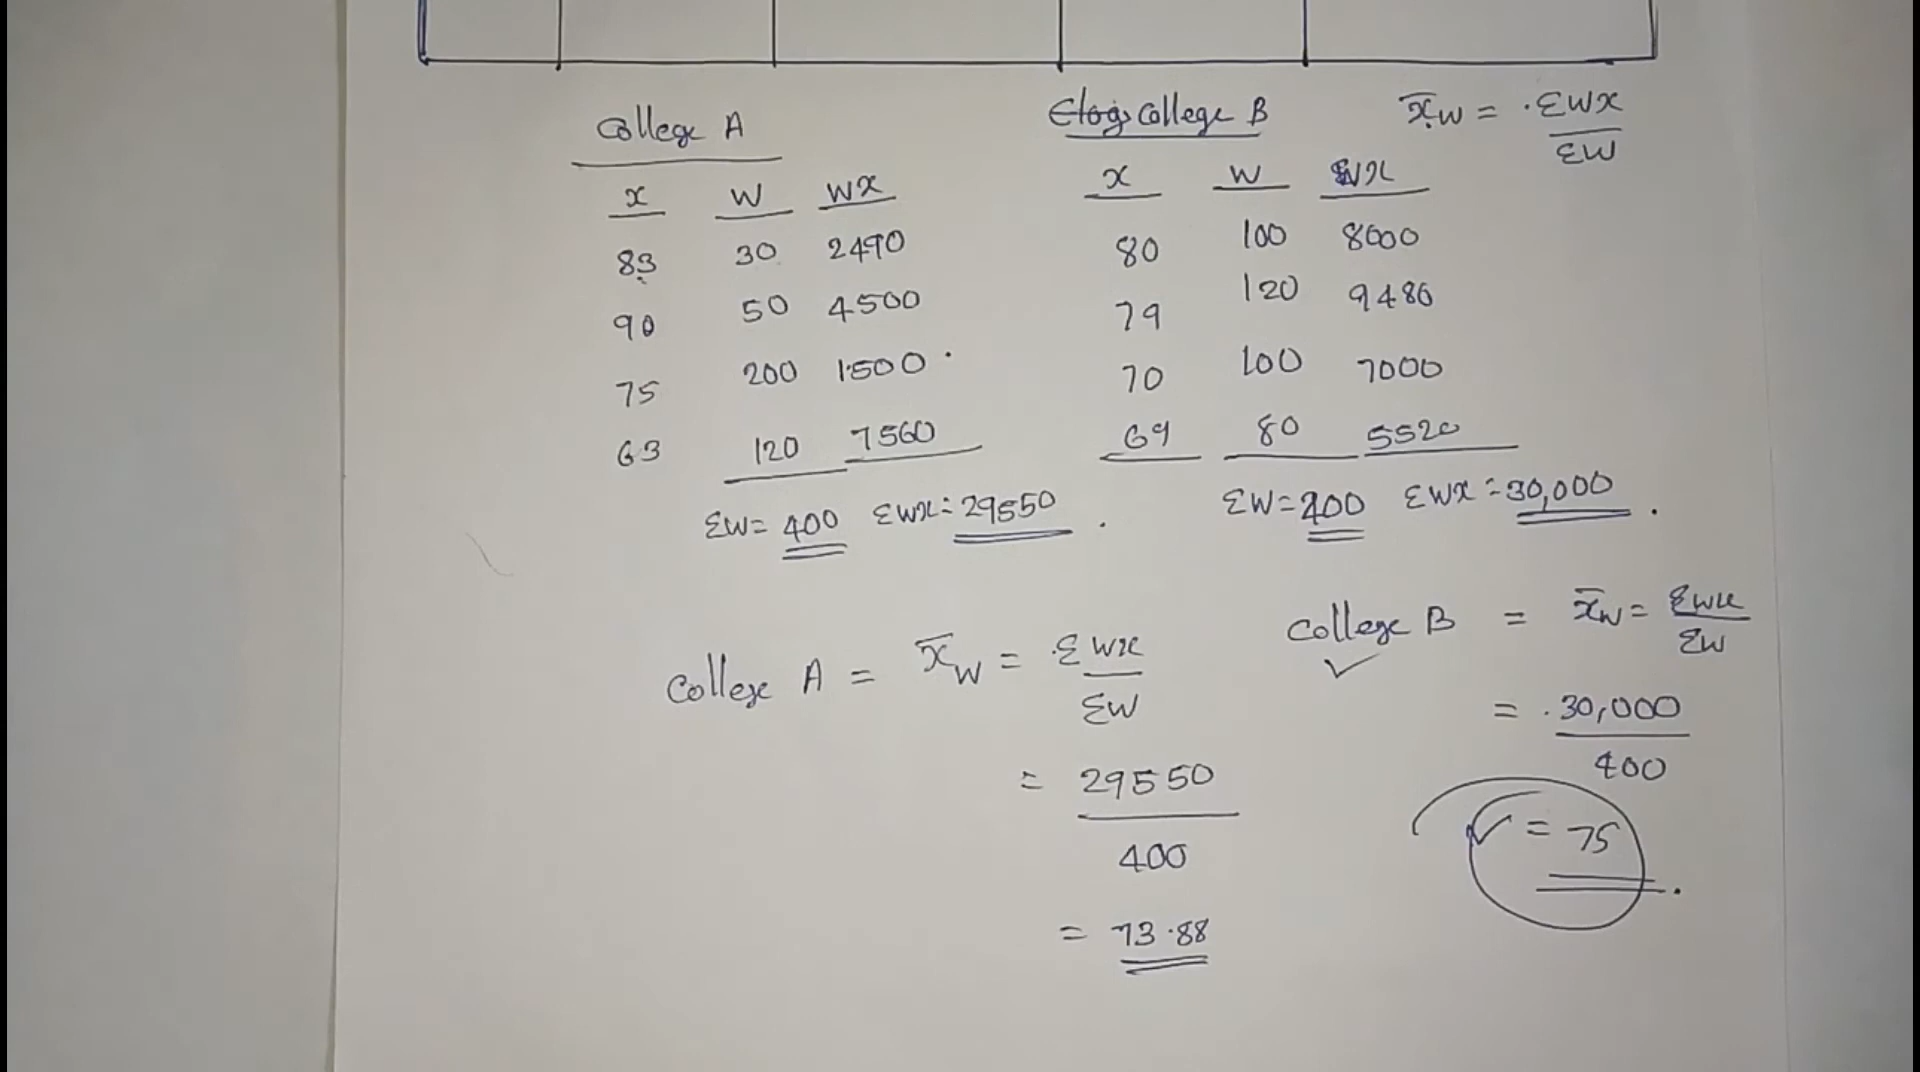 College A
x w wx
83 30 2490
90 50 4500
75 200 1500
63 120 7560
Σw= 400 Σwx= 29550
College B
x w wx
80 100 8000
79 120 9480
70 100 7000
69 80 5520
Σw=400 Σwx=30,000
x̄w = Σwx
Σw
College A = x̄w = Σwx
Σw
= 29550
400
= 73.88
College B = x̄w = Σwx
Σw
= 30,000
400
= 75